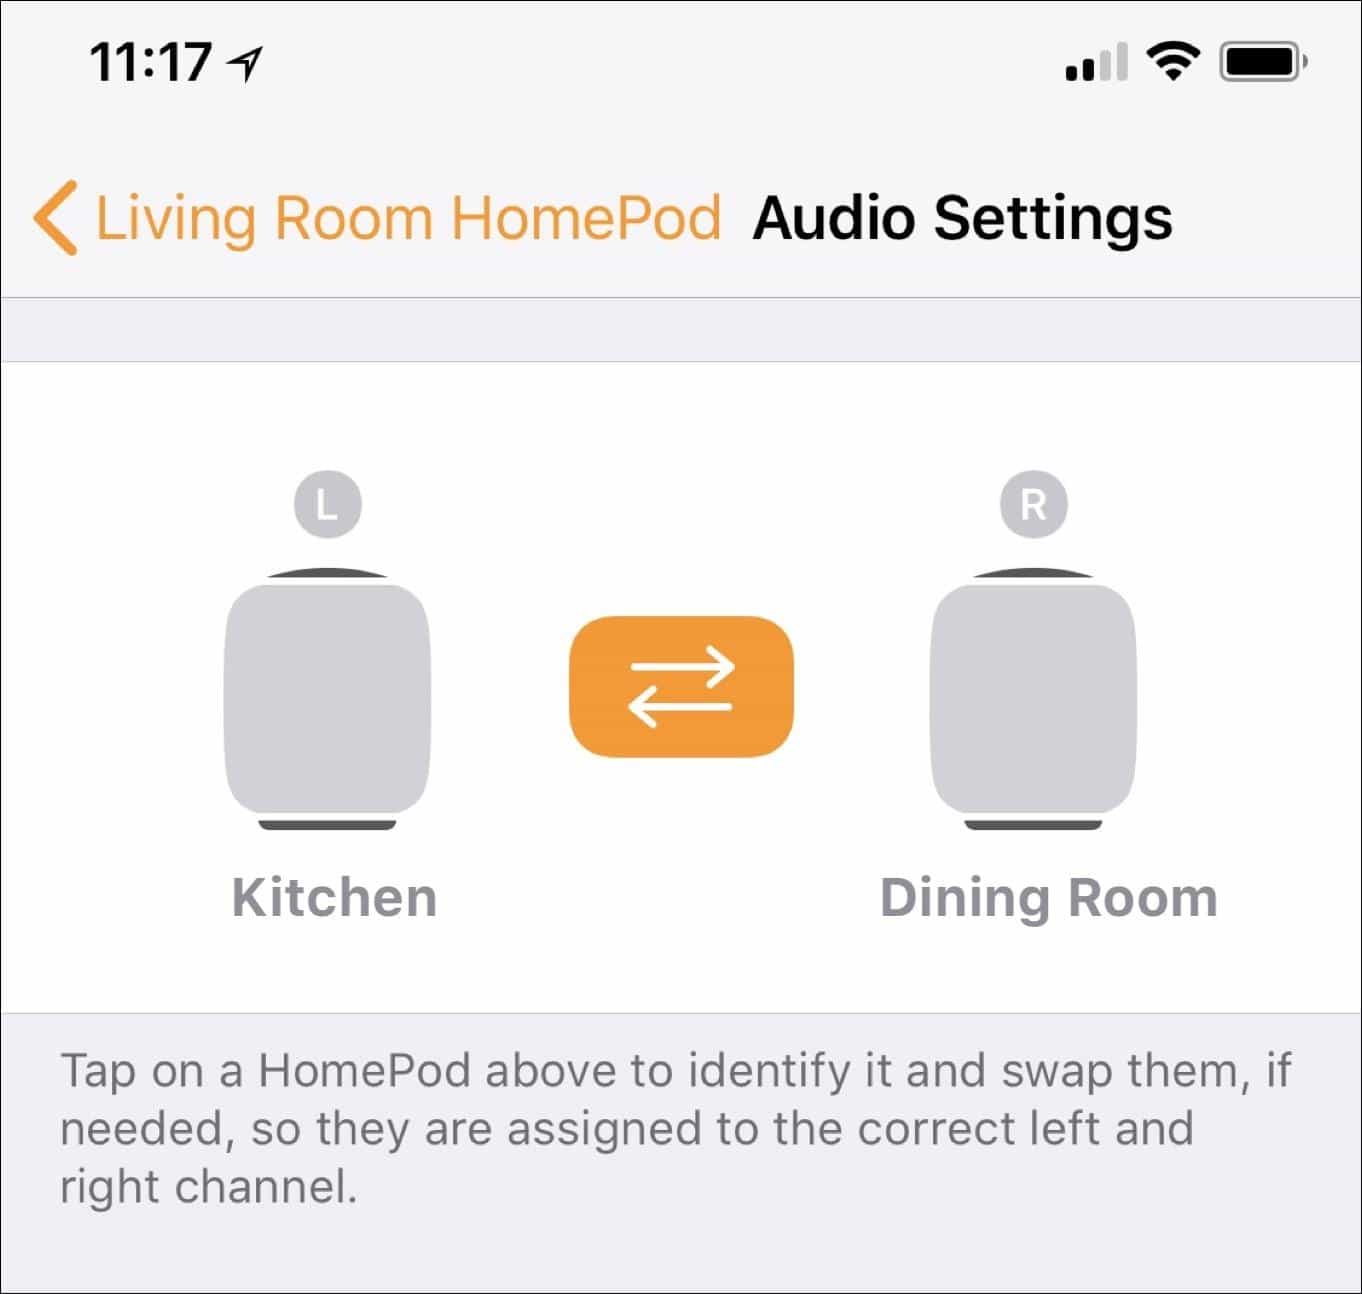 11:17
Living Room HomePod Audio Settings
L R
Kitchen Dining Room
Tap on a HomePod above to identify it and swap them, if
needed, so they are assigned to the correct left and
right channel.